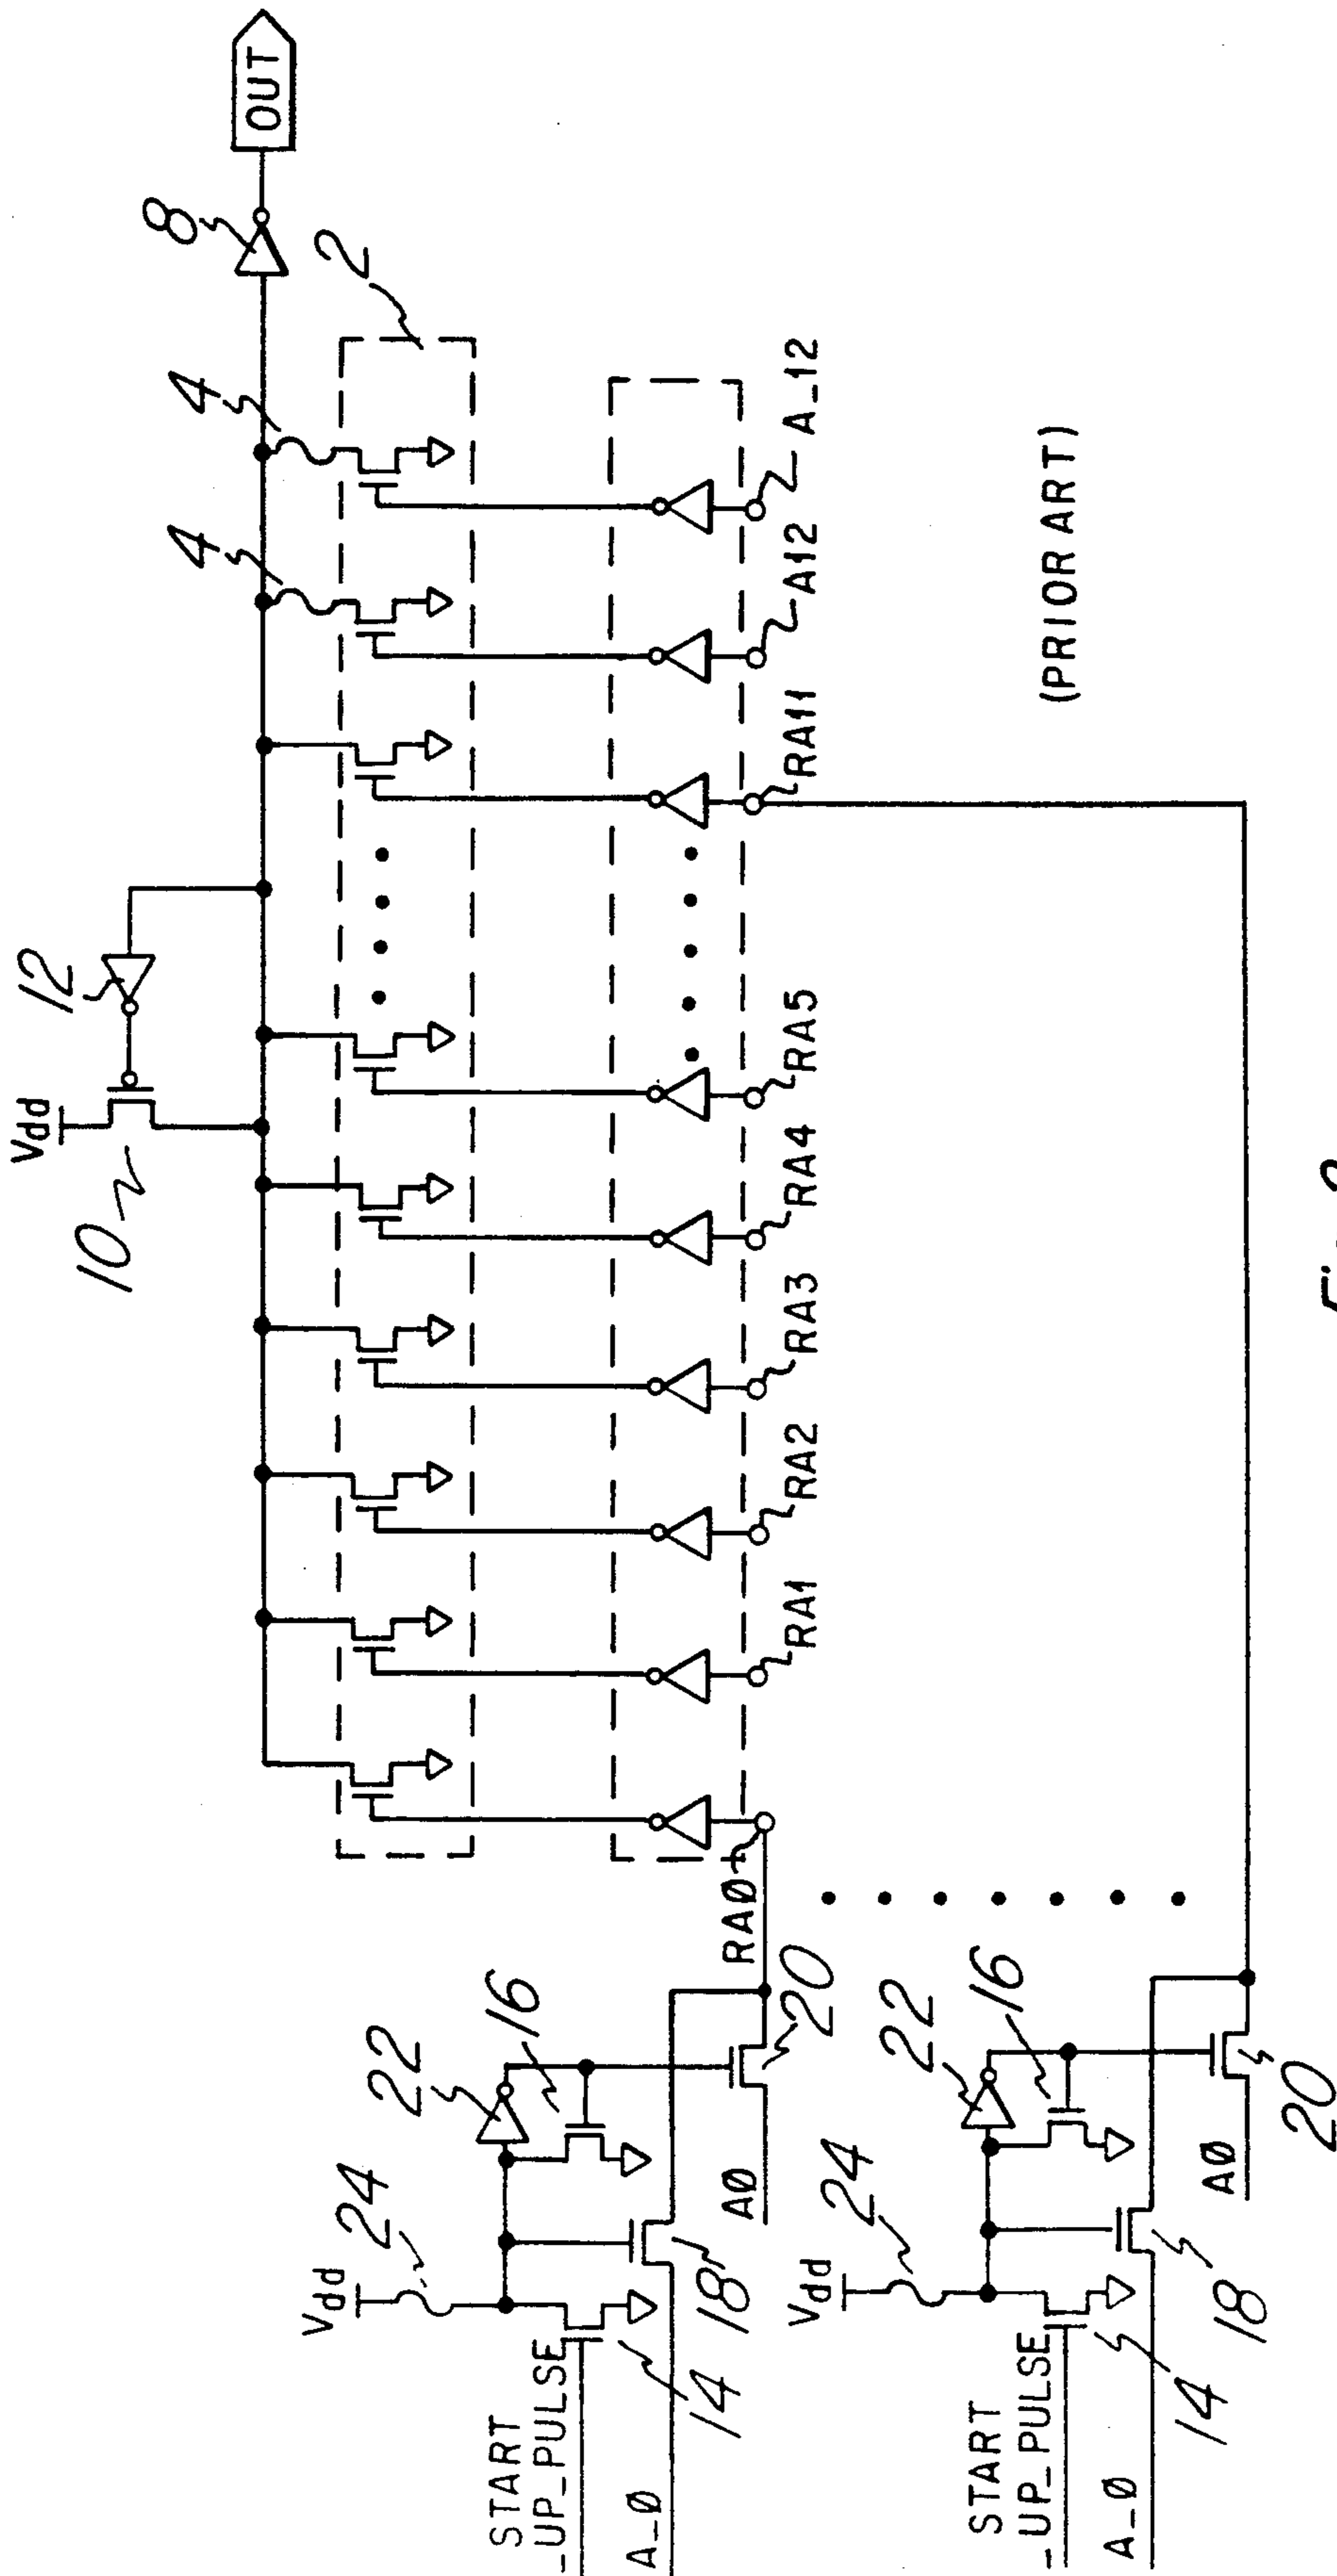 Vdd
10
12
8
OUT
4
4
2
Vdd
24
22
16
START
_UP_PULSE
14
18
A_Ø
AØ
20
RAØ
RA1
RA2
RA3
RA4
RA5
RA11
A12
A_12
Vdd
24
22
16
START
_UP_PULSE
14
18
A_Ø
AØ
20
(PRIOR ART)